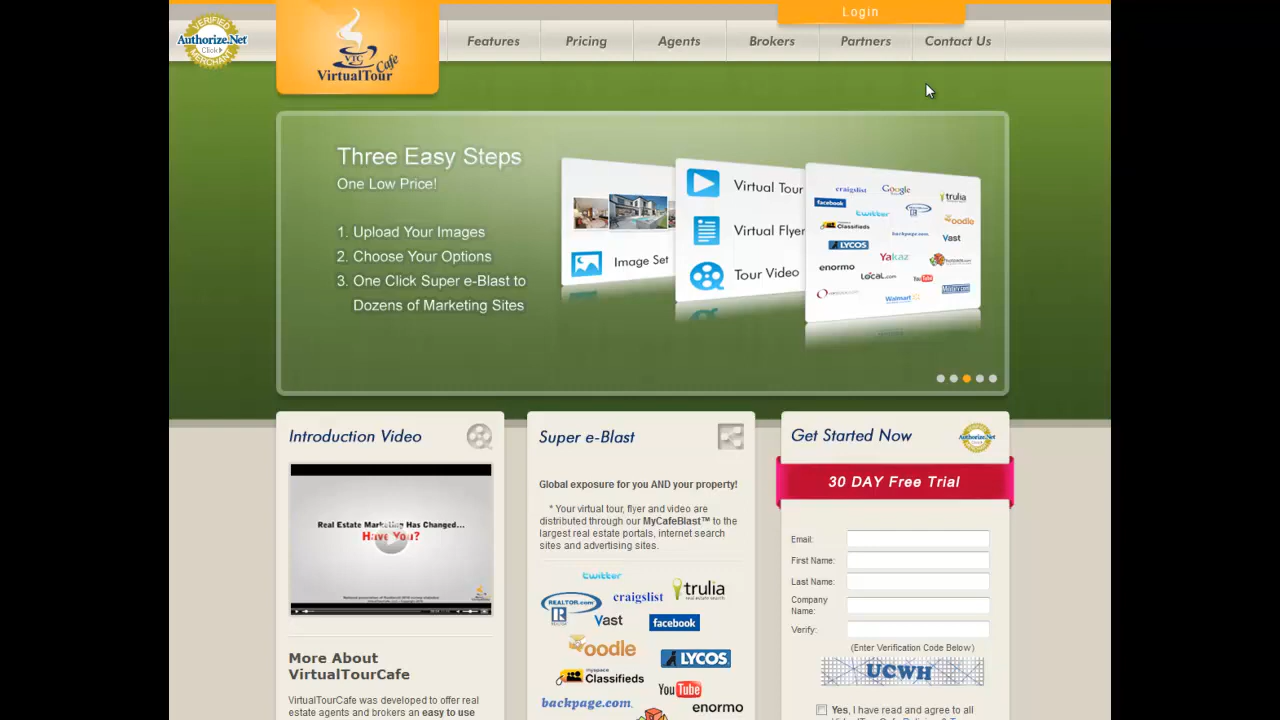 Login
VERIFIED
Authorize.Net
Click
MERCHANT
VTC
VirtualTour
Cafe
Features
Pricing
Agents
Brokers
Partners
Contact Us
Three Easy Steps
One Low Price!
1. Upload Your Images
2. Choose Your Options
3. One Click Super e-Blast to
Dozens of Marketing Sites
Image Set
Virtual Tour
Virtual Flyer
Tour Video
craigslist
Google
trulia
facebook
twitter
oodle
Classifieds
backpage.com
Vast
LYCOS
Yakaz
enormo
LOCAL.com
YouTube
Walmart
Introduction Video
Real Estate Marketing Has Changed...
Have You?
More About
VirtualTourCafe
VirtualTourCafe was developed to offer real
estate agents and brokers an easy to use
Super e-Blast
Global exposure for you AND your property!
* Your virtual tour, flyer and video are
distributed through our MyCafeBlast™ to the
largest real estate portals, internet search
sites and advertising sites.
twitter
trulia
real estate search
REALTOR.com
craigslist
Vast
facebook
oodle
LYCOS
myspace
Classifieds
YouTube
backpage.com
enormo
Get Started Now
Authorize.Net
30 DAY Free Trial
Email:
First Name:
Last Name:
Company
Name:
Verify:
(Enter Verification Code Below)
UCWH
Yes, I have read and agree to all